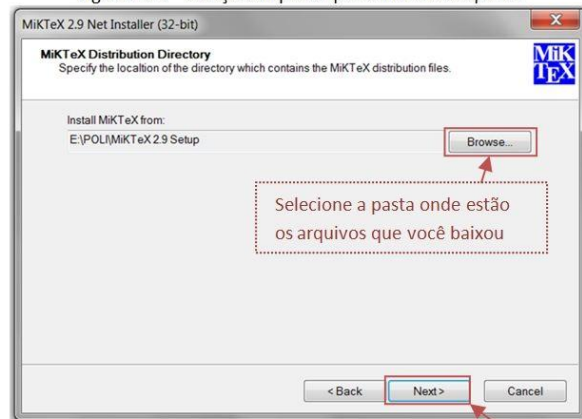 MiKTeX 2.9 Net Installer (32-bit)
MiKTeX Distribution Directory
Specify the localtion of the directory which contains the MiKTeX distribution files.
MiK
TEX
Install MiKTeX from:
E:\POLI\MiKTeX 2.9 Setup
Browse...
Selecione a pasta onde estão
os arquivos que você baixou
< Back Next > Cancel